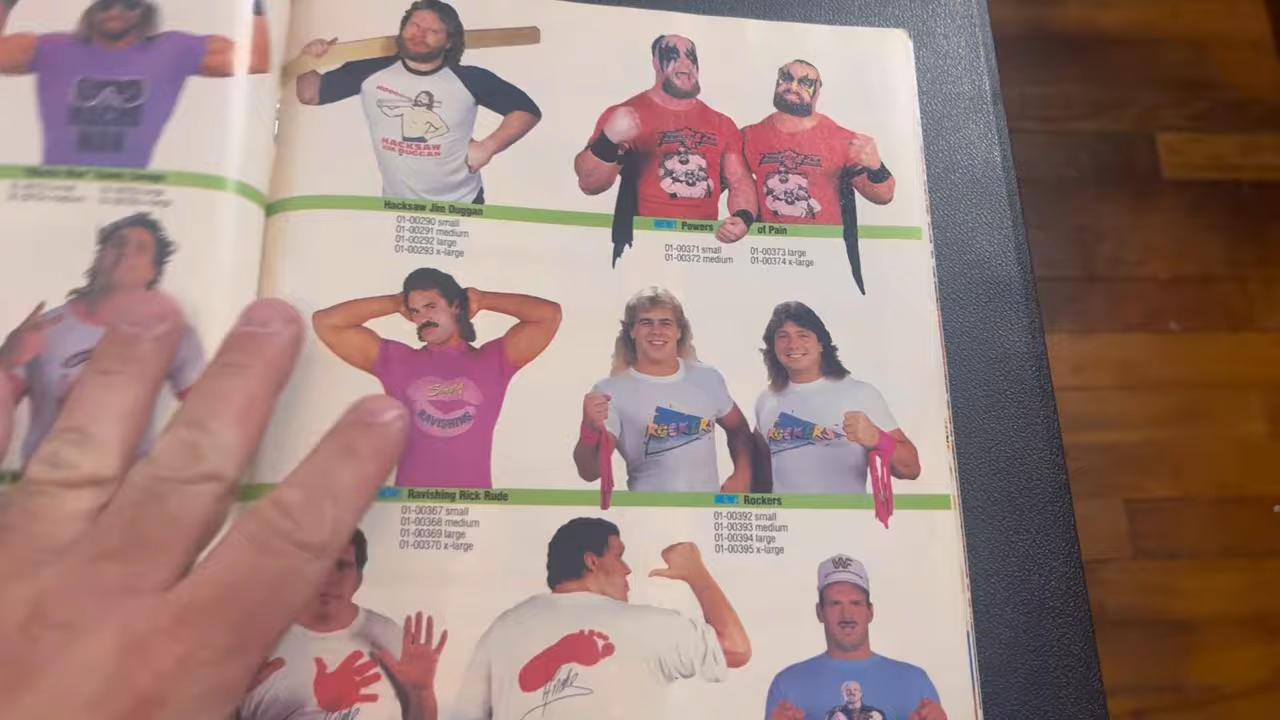 HOOOOO
HACKSAW
JIM DUGGAN
Hacksaw Jim Duggan
01-00290 small
01-00291 medium
01-00292 large
01-00293 x-large
NEW! Powers of Pain
01-00371 small
01-00372 medium
01-00373 large
01-00374 x-large
Simply
RAVISHING
ROCKERS
ROCKERS
Ravishing Rick Rude
01-00367 small
01-00368 medium
01-00369 large
01-00370 x-large
NEW! Rockers
01-00392 small
01-00393 medium
01-00394 large
01-00395 x-large
Andre
WF